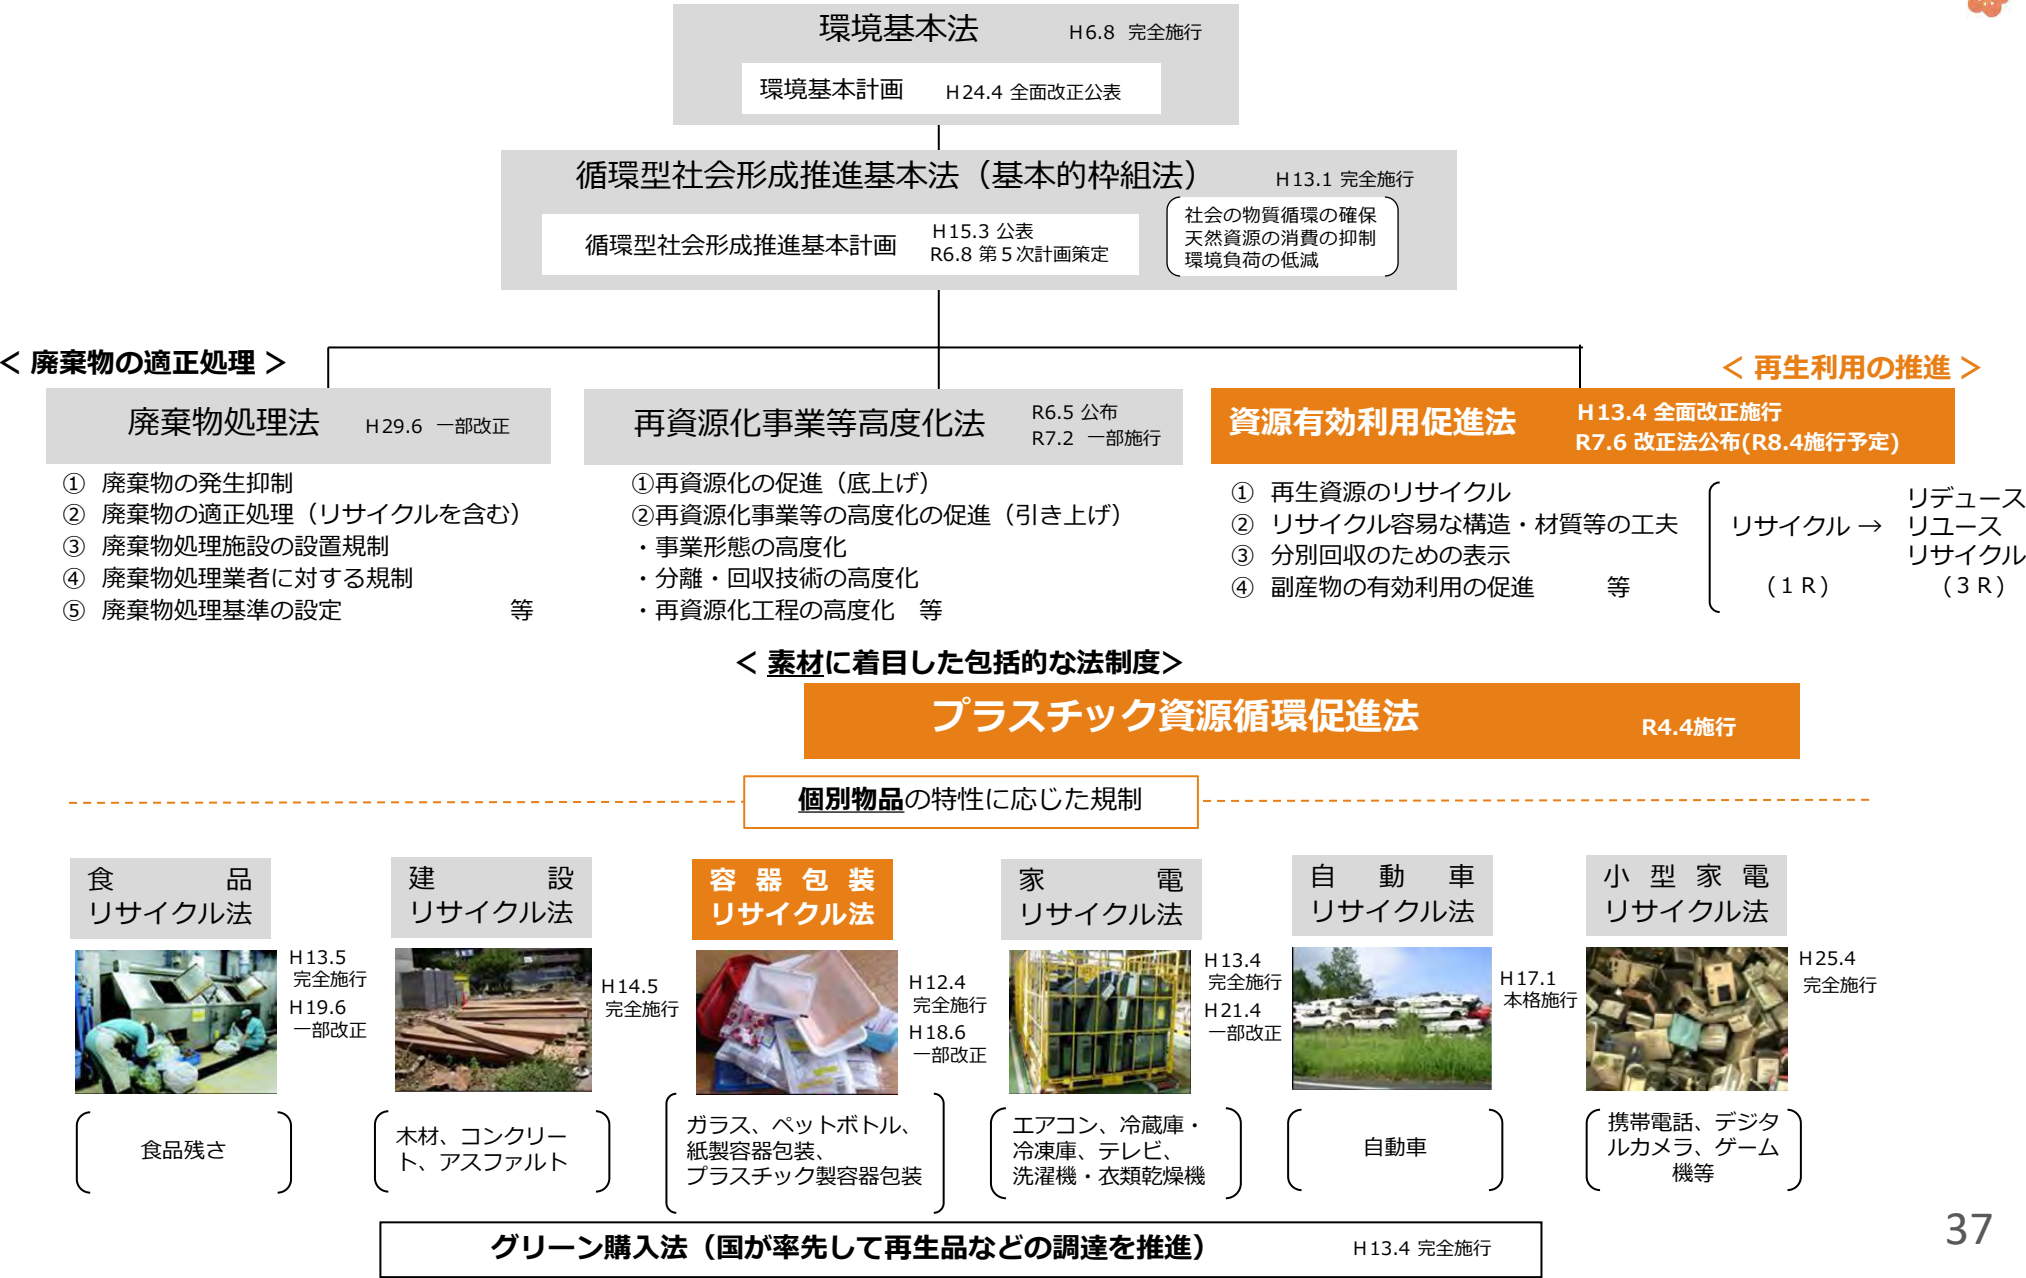 環境基本法 H6.8 完全施行
環境基本計画 H24.4 全面改正公表
循環型社会形成推進基本法（基本的枠組法） H13.1 完全施行
循環型社会形成推進基本計画
H15.3 公表
R6.8 第５次計画策定
社会の物質循環の確保
天然資源の消費の抑制
環境負荷の低減
＜ 廃棄物の適正処理 ＞
＜ 再生利用の推進 ＞
廃棄物処理法 H29.6 一部改正
① 廃棄物の発生抑制
② 廃棄物の適正処理（リサイクルを含む）
③ 廃棄物処理施設の設置規制
④ 廃棄物処理業者に対する規制
⑤ 廃棄物処理基準の設定 等
再資源化事業等高度化法
R6.5 公布
R7.2 一部施行
①再資源化の促進（底上げ）
②再資源化事業等の高度化の促進（引き上げ）
・事業形態の高度化
・分離・回収技術の高度化
・再資源化工程の高度化 等
資源有効利用促進法
H13.4 全面改正施行
R7.6 改正法公布(R8.4施行予定)
① 再生資源のリサイクル
② リサイクル容易な構造・材質等の工夫
③ 分別回収のための表示
④ 副産物の有効利用の促進 等
リサイクル →
（１Ｒ）
リデュース
リユース
リサイクル
（３Ｒ）
＜ 素材に着目した包括的な法制度＞
プラスチック資源循環促進法 R4.4施行
個別物品の特性に応じた規制
食品
リサイクル法
H13.5
完全施行
H19.6
一部改正
食品残さ
建設
リサイクル法
H14.5
完全施行
木材、コンクリー
ト、アスファルト
容器包装
リサイクル法
H12.4
完全施行
H18.6
一部改正
ガラス、ペットボトル、
紙製容器包装、
プラスチック製容器包装
家電
リサイクル法
H13.4
完全施行
H21.4
一部改正
エアコン、冷蔵庫・
冷凍庫、テレビ、
洗濯機・衣類乾燥機
自動車
リサイクル法
H17.1
本格施行
自動車
小型家電
リサイクル法
H25.4
完全施行
携帯電話、デジタ
ルカメラ、ゲーム
機等
グリーン購入法（国が率先して再生品などの調達を推進） H13.4 完全施行
37